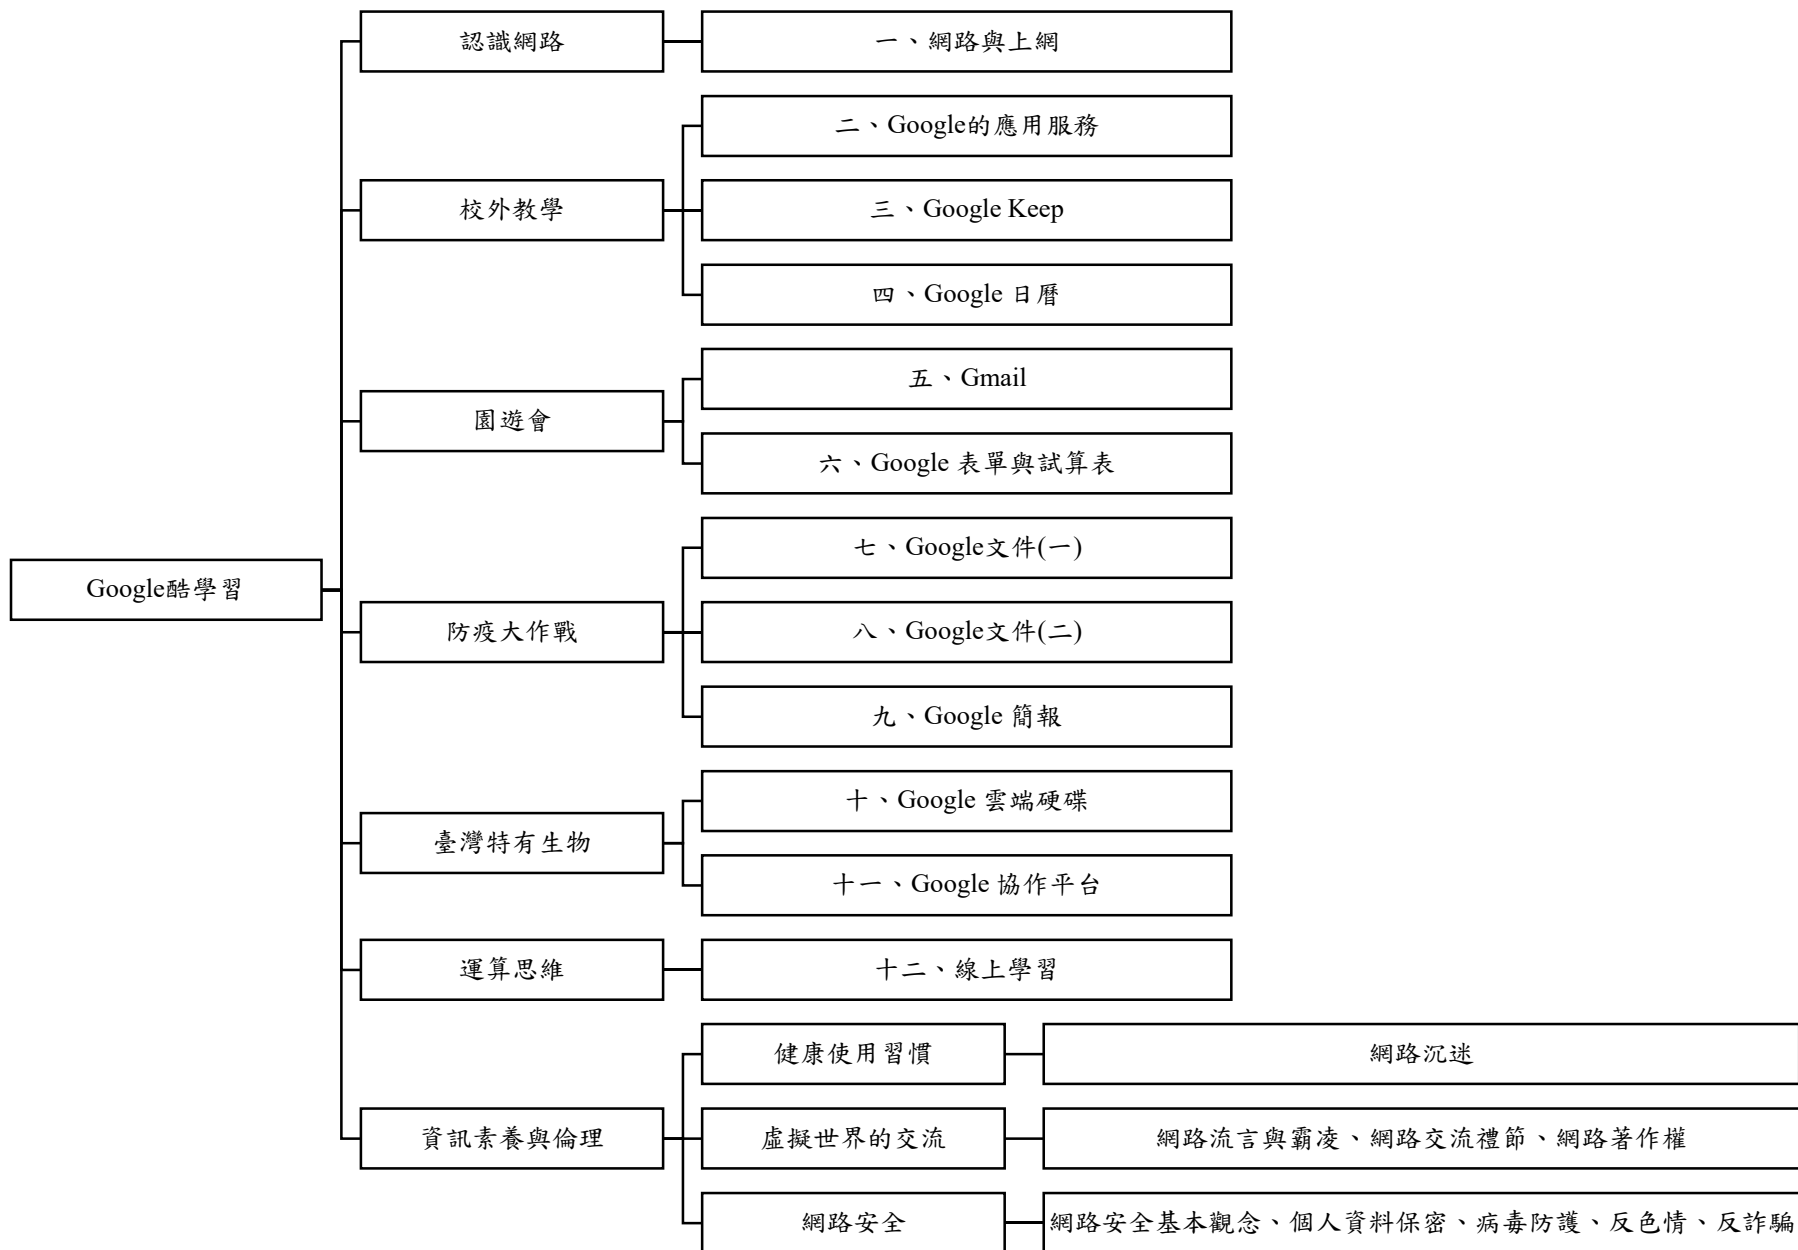 Google酷學習
認識網路
一、網路與上網
校外教學
二、Google的應用服務
三、Google Keep
四、Google 日曆
園遊會
五、Gmail
六、Google 表單與試算表
防疫大作戰
七、Google文件(一)
八、Google文件(二)
九、Google 簡報
臺灣特有生物
十、Google 雲端硬碟
十一、Google 協作平台
運算思維
十二、線上學習
資訊素養與倫理
健康使用習慣
網路沉迷
虛擬世界的交流
網路流言與霸凌、網路交流禮節、網路著作權
網路安全
網路安全基本觀念、個人資料保密、病毒防護、反色情、反詐騙